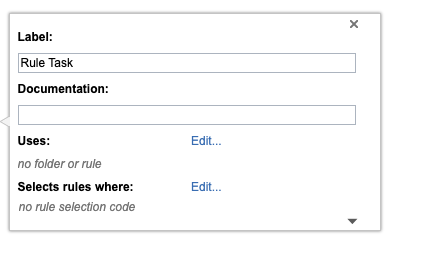 Label:
Rule Task
Documentation:
Uses: Edit...
no folder or rule
Selects rules where: Edit...
no rule selection code